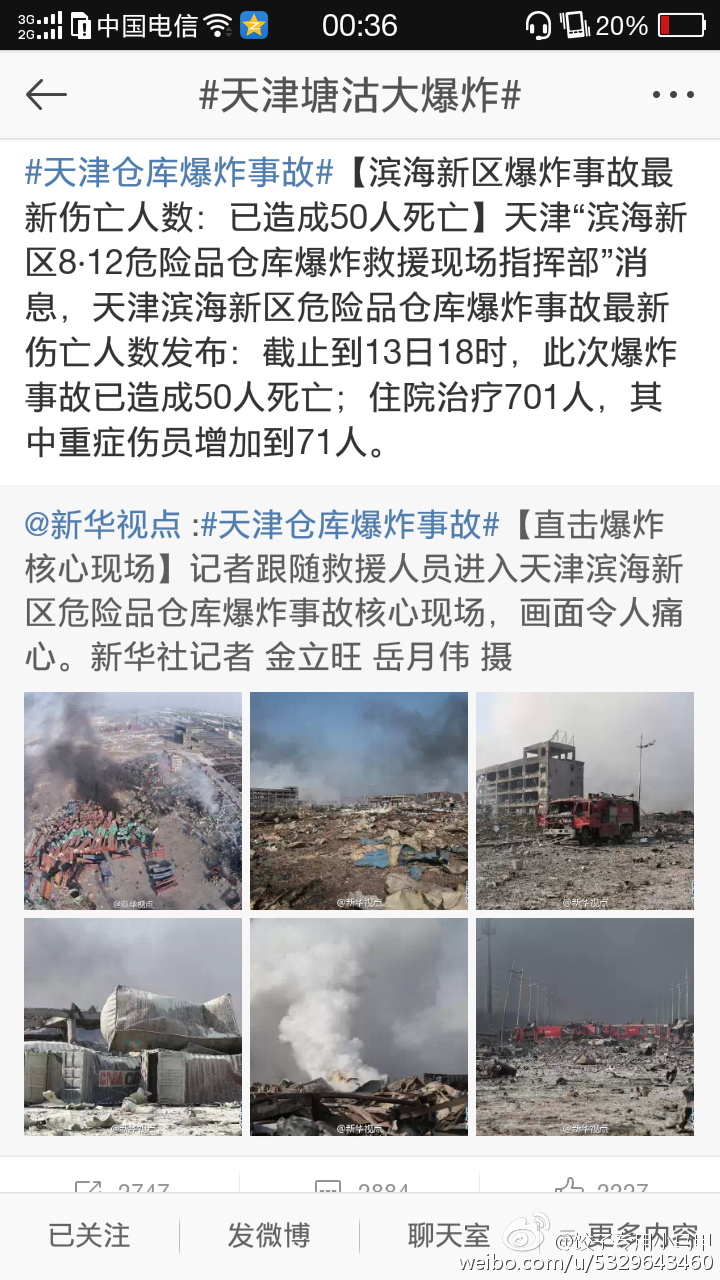 3G
2G
中国电信
00:36
20%
#天津塘沽大爆炸#
#天津仓库爆炸事故#【滨海新区爆炸事故最
新伤亡人数：已造成50人死亡】天津“滨海新
区8·12危险品仓库爆炸救援现场指挥部”消
息，天津滨海新区危险品仓库爆炸事故最新
伤亡人数发布：截止到13日18时，此次爆炸
事故已造成50人死亡；住院治疗701人，其
中重症伤员增加到71人。
@新华视点 :#天津仓库爆炸事故#【直击爆炸
核心现场】记者跟随救援人员进入天津滨海新
区危险品仓库爆炸事故核心现场，画面令人痛
心。新华社记者 金立旺 岳月伟 摄
@新华视点
@新华视点
@新华视点
@新华视点
@新华视点
@新华视点
2747
2884
2227
已关注
发微博
聊天室
更多内容
weibo.com/u/5329643460